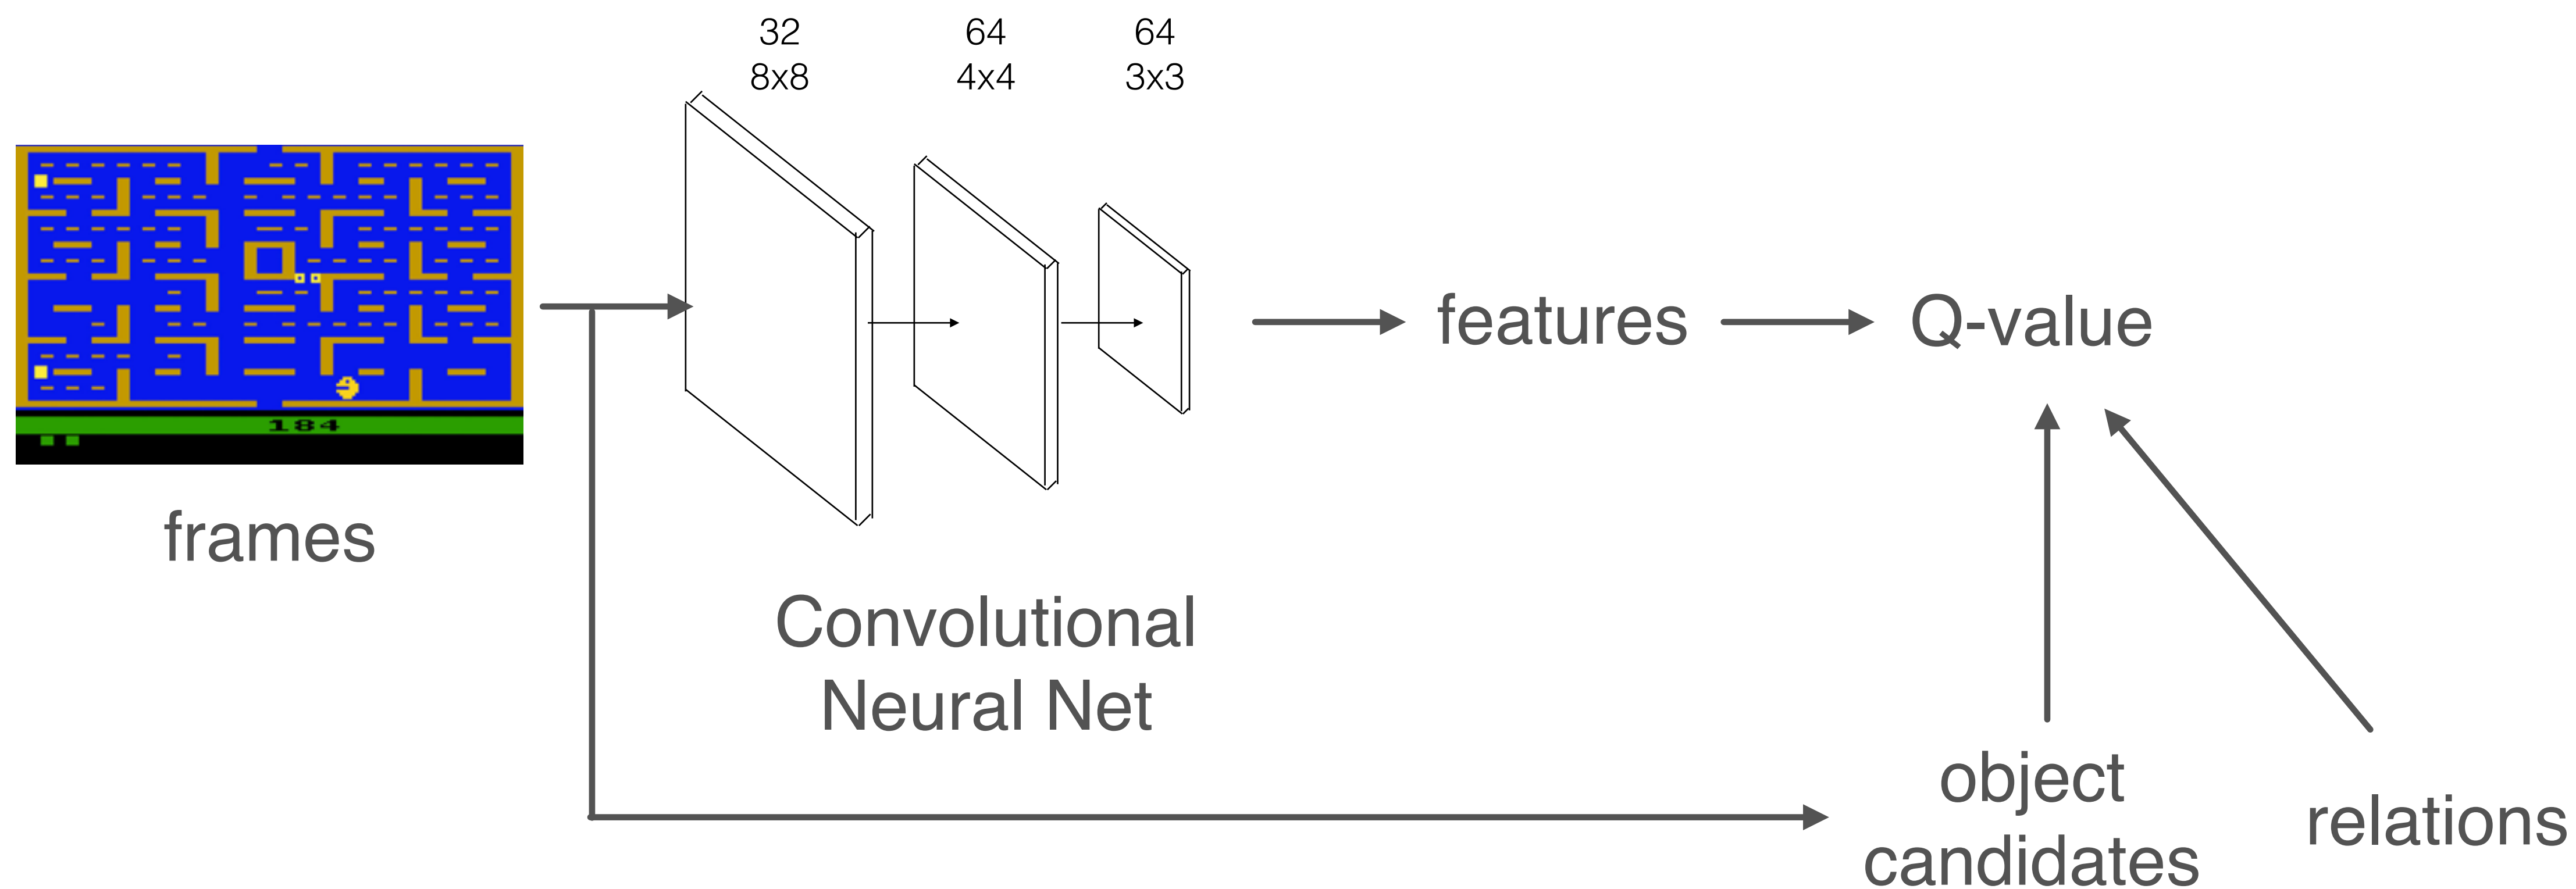 32
8x8
64
4x4
64
3x3
184
frames
Convolutional
Neural Net
features
Q-value
object
candidates
relations